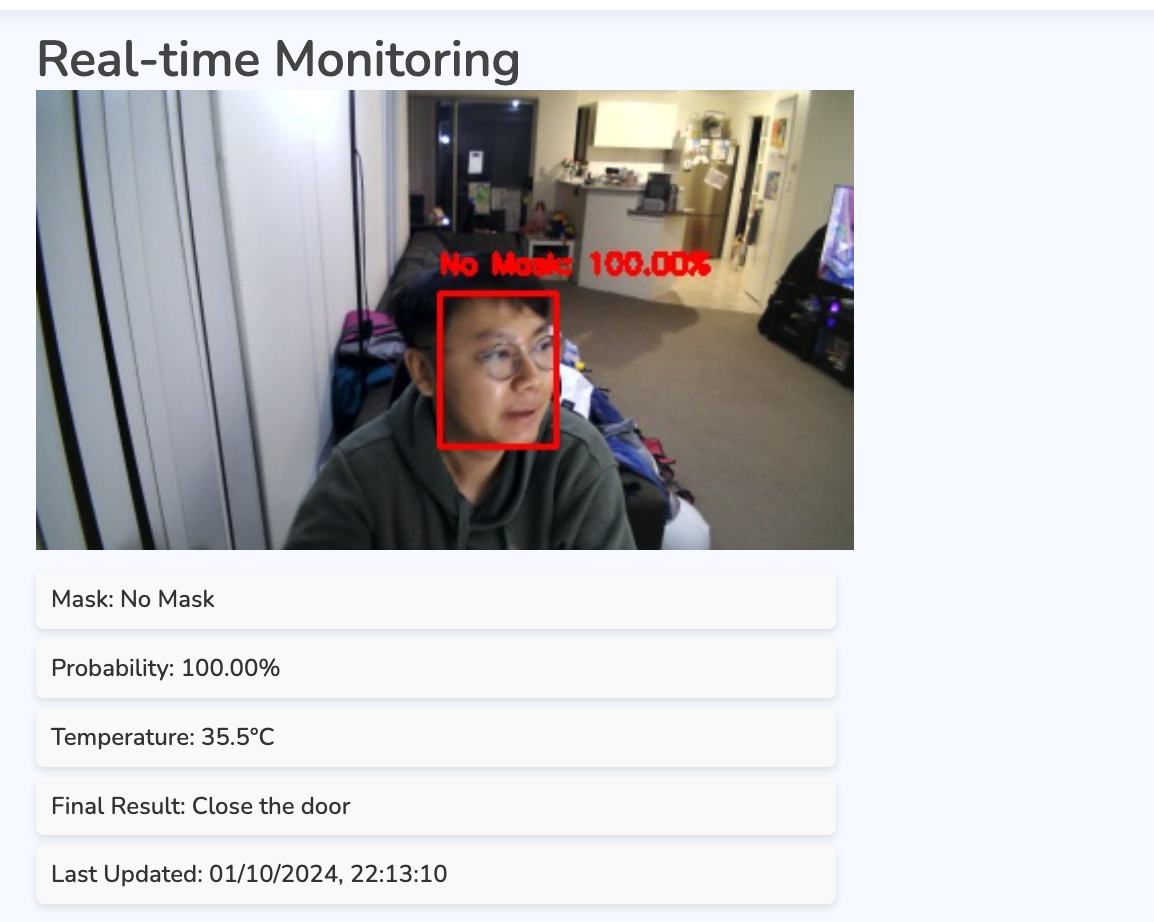 Real-time Monitoring
No Mask: 100.00%
Mask: No Mask
Probability: 100.00%
Temperature: 35.5°C
Final Result: Close the door
Last Updated: 01/10/2024, 22:13:10